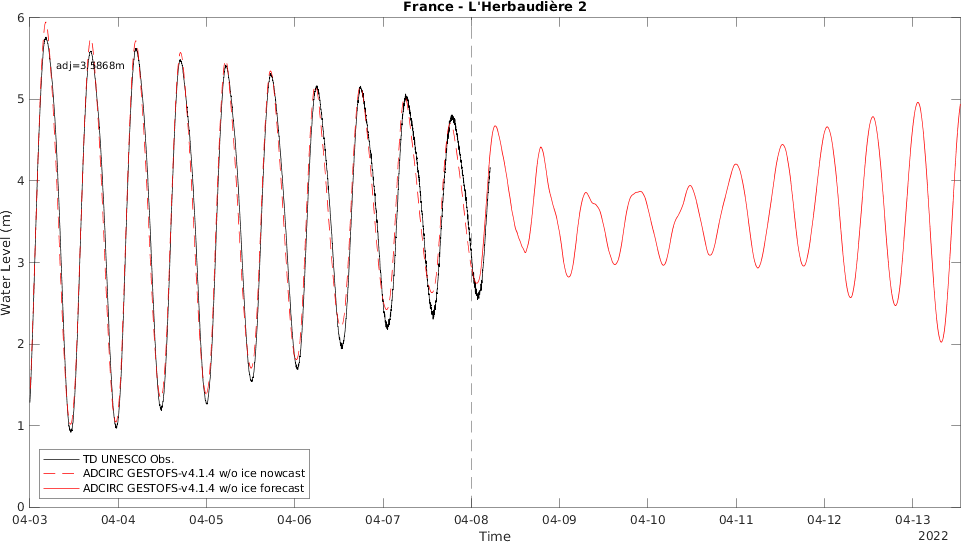 France - L'Herbaudière 2
6
adj=3.5868m
5
4
3
2
1
0
Water Level (m)
TD UNESCO Obs.
ADCIRC GESTOFS-v4.1.4 w/o ice nowcast
ADCIRC GESTOFS-v4.1.4 w/o ice forecast
04-03 04-04 04-05 04-06 04-07 04-08 04-09 04-10 04-11 04-12 04-13
Time
2022